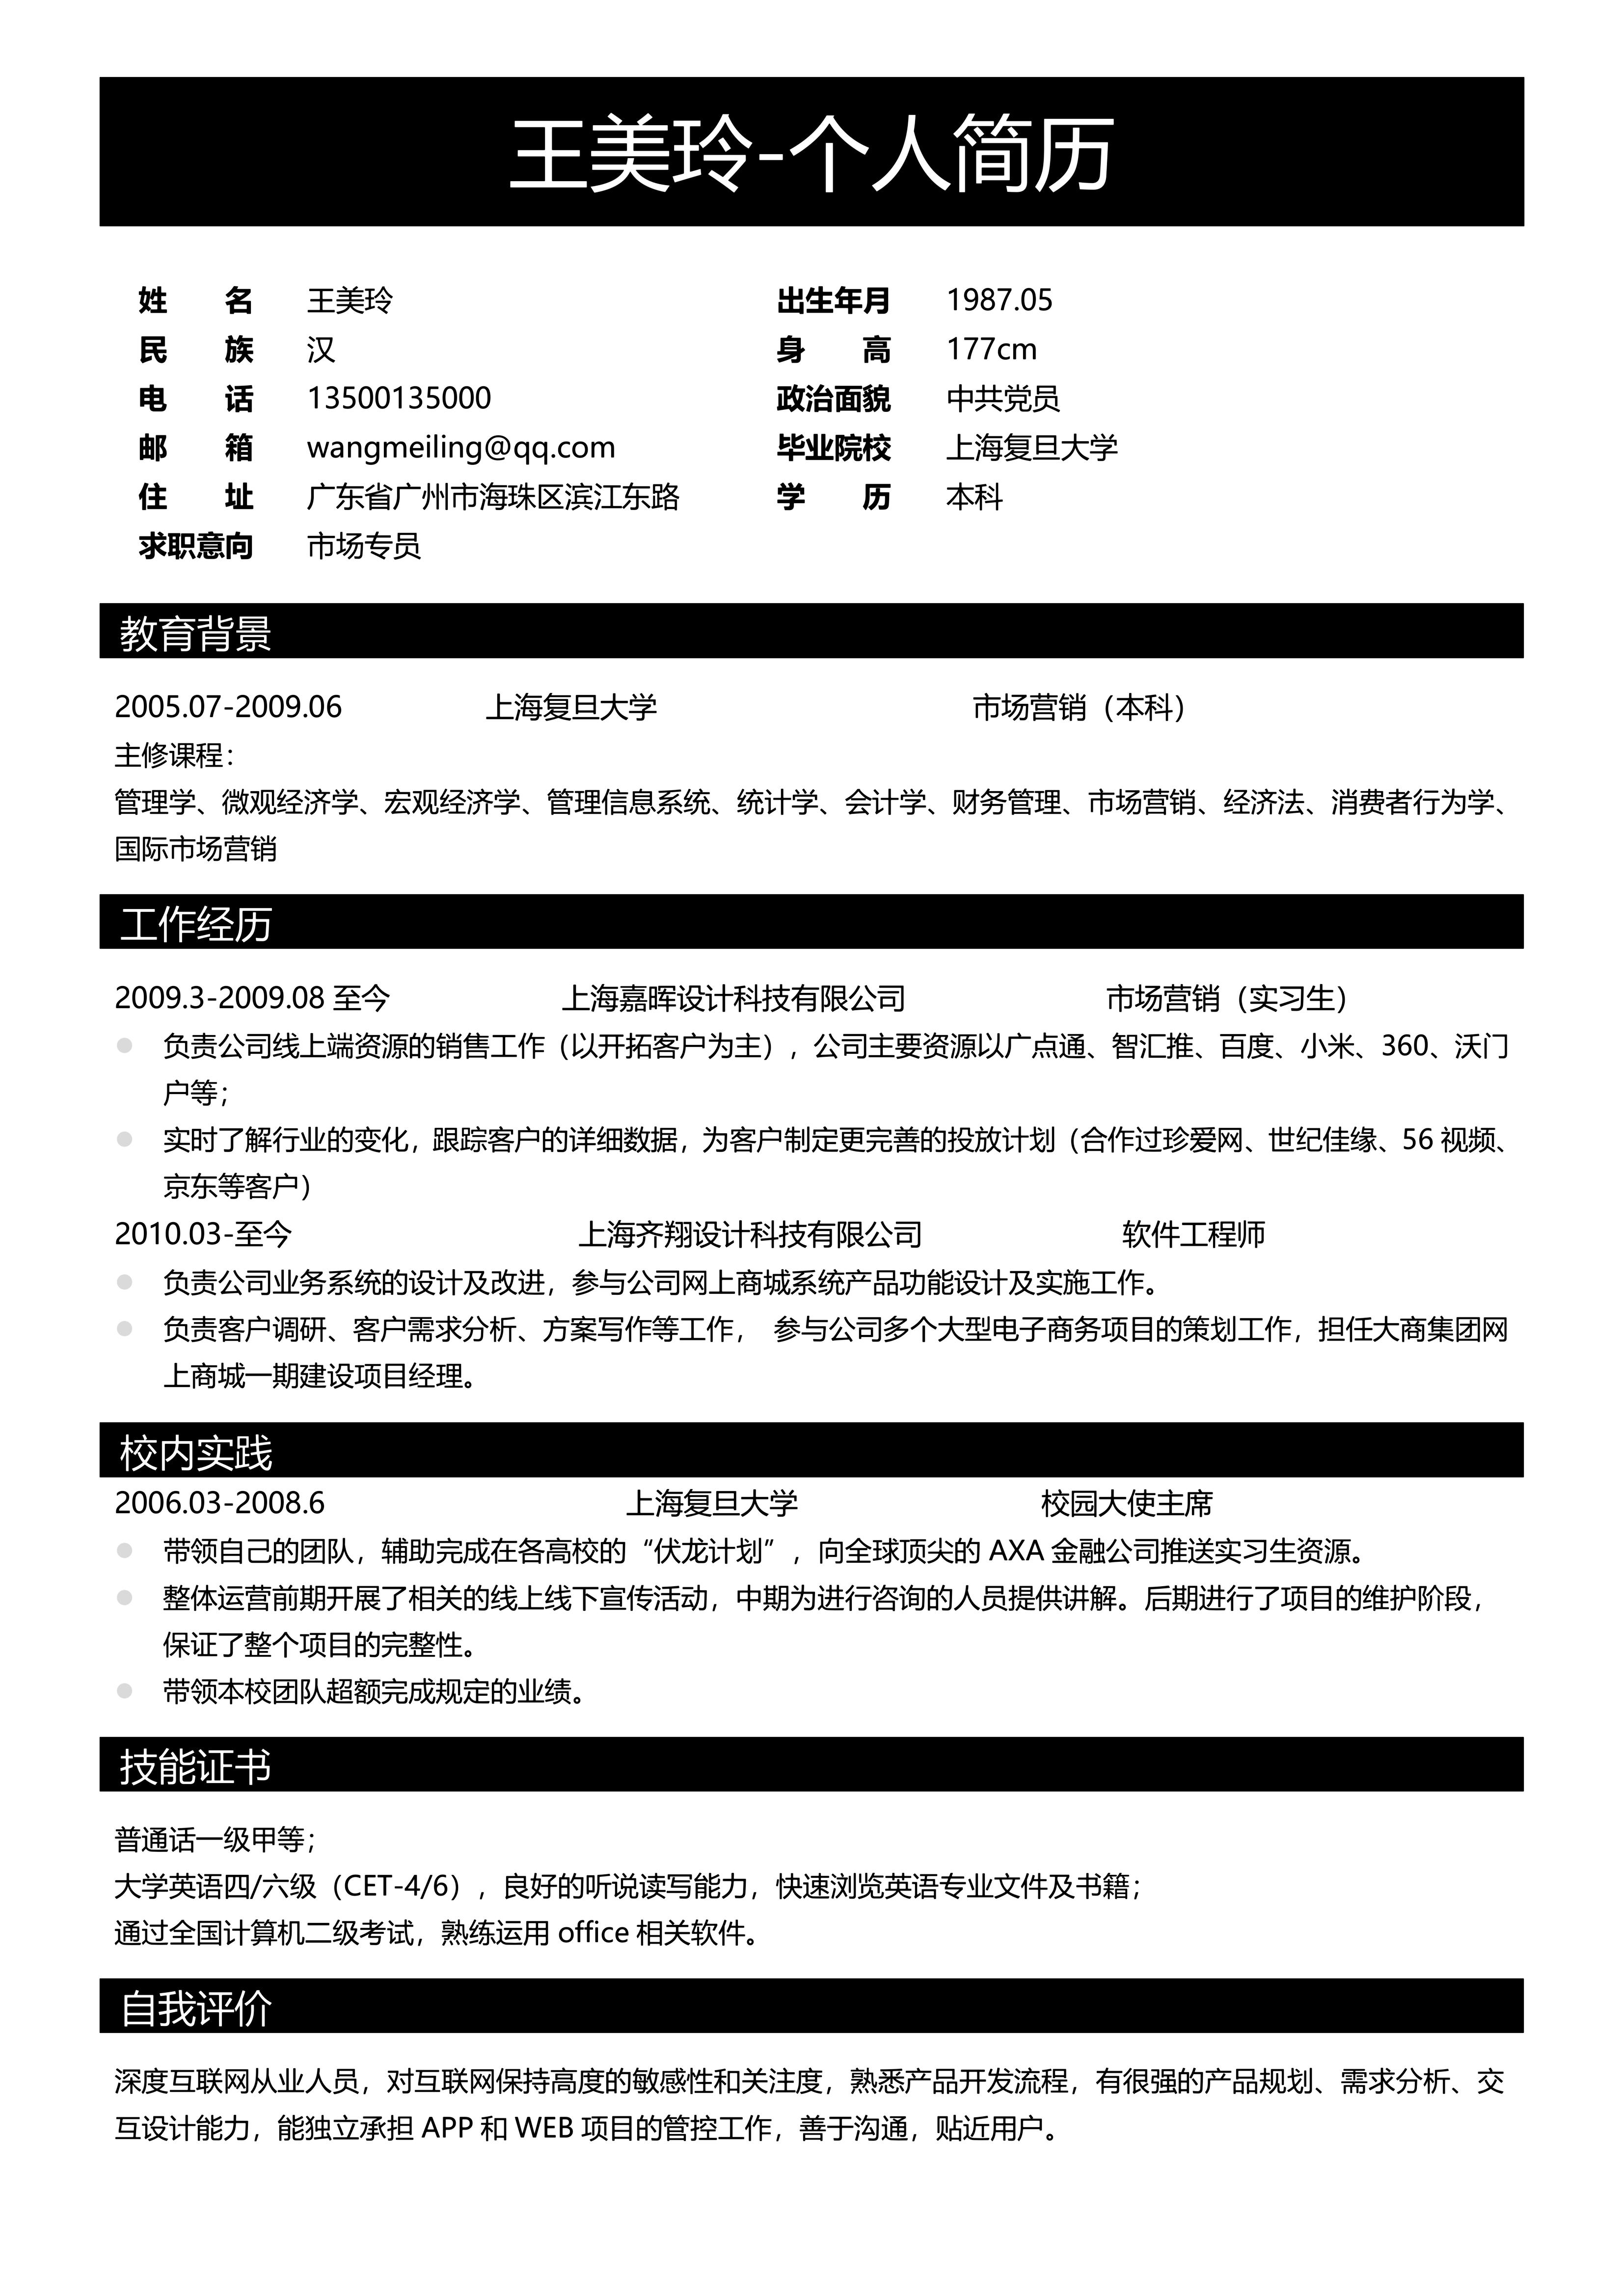 王美玲-个人简历
姓 名 王美玲 出生年月 1987.05
民 族 汉 身 高 177cm
电 话 13500135000 政治面貌 中共党员
邮 箱 wangmeiling@qq.com 毕业院校 上海复旦大学
住 址 广东省广州市海珠区滨江东路 学 历 本科
求职意向 市场专员
教育背景
2005.07-2009.06 上海复旦大学 市场营销（本科）
主修课程：
管理学、微观经济学、宏观经济学、管理信息系统、统计学、会计学、财务管理、市场营销、经济法、消费者行为学、
国际市场营销
工作经历
2009.3-2009.08 至今 上海嘉晖设计科技有限公司 市场营销（实习生）
负责公司线上端资源的销售工作（以开拓客户为主），公司主要资源以广点通、智汇推、百度、小米、360、沃门
户等；
实时了解行业的变化，跟踪客户的详细数据，为客户制定更完善的投放计划（合作过珍爱网、世纪佳缘、56 视频、
京东等客户）
2010.03-至今 上海齐翔设计科技有限公司 软件工程师
负责公司业务系统的设计及改进，参与公司网上商城系统产品功能设计及实施工作。
负责客户调研、客户需求分析、方案写作等工作， 参与公司多个大型电子商务项目的策划工作，担任大商集团网
上商城一期建设项目经理。
校内实践
2006.03-2008.6 上海复旦大学 校园大使主席
带领自己的团队，辅助完成在各高校的“伏龙计划”，向全球顶尖的 AXA 金融公司推送实习生资源。
整体运营前期开展了相关的线上线下宣传活动，中期为进行咨询的人员提供讲解。后期进行了项目的维护阶段，
保证了整个项目的完整性。
带领本校团队超额完成规定的业绩。
技能证书
普通话一级甲等；
大学英语四/六级（CET-4/6），良好的听说读写能力，快速浏览英语专业文件及书籍；
通过全国计算机二级考试，熟练运用 office 相关软件。
自我评价
深度互联网从业人员，对互联网保持高度的敏感性和关注度，熟悉产品开发流程，有很强的产品规划、需求分析、交
互设计能力，能独立承担 APP 和 WEB 项目的管控工作，善于沟通，贴近用户。